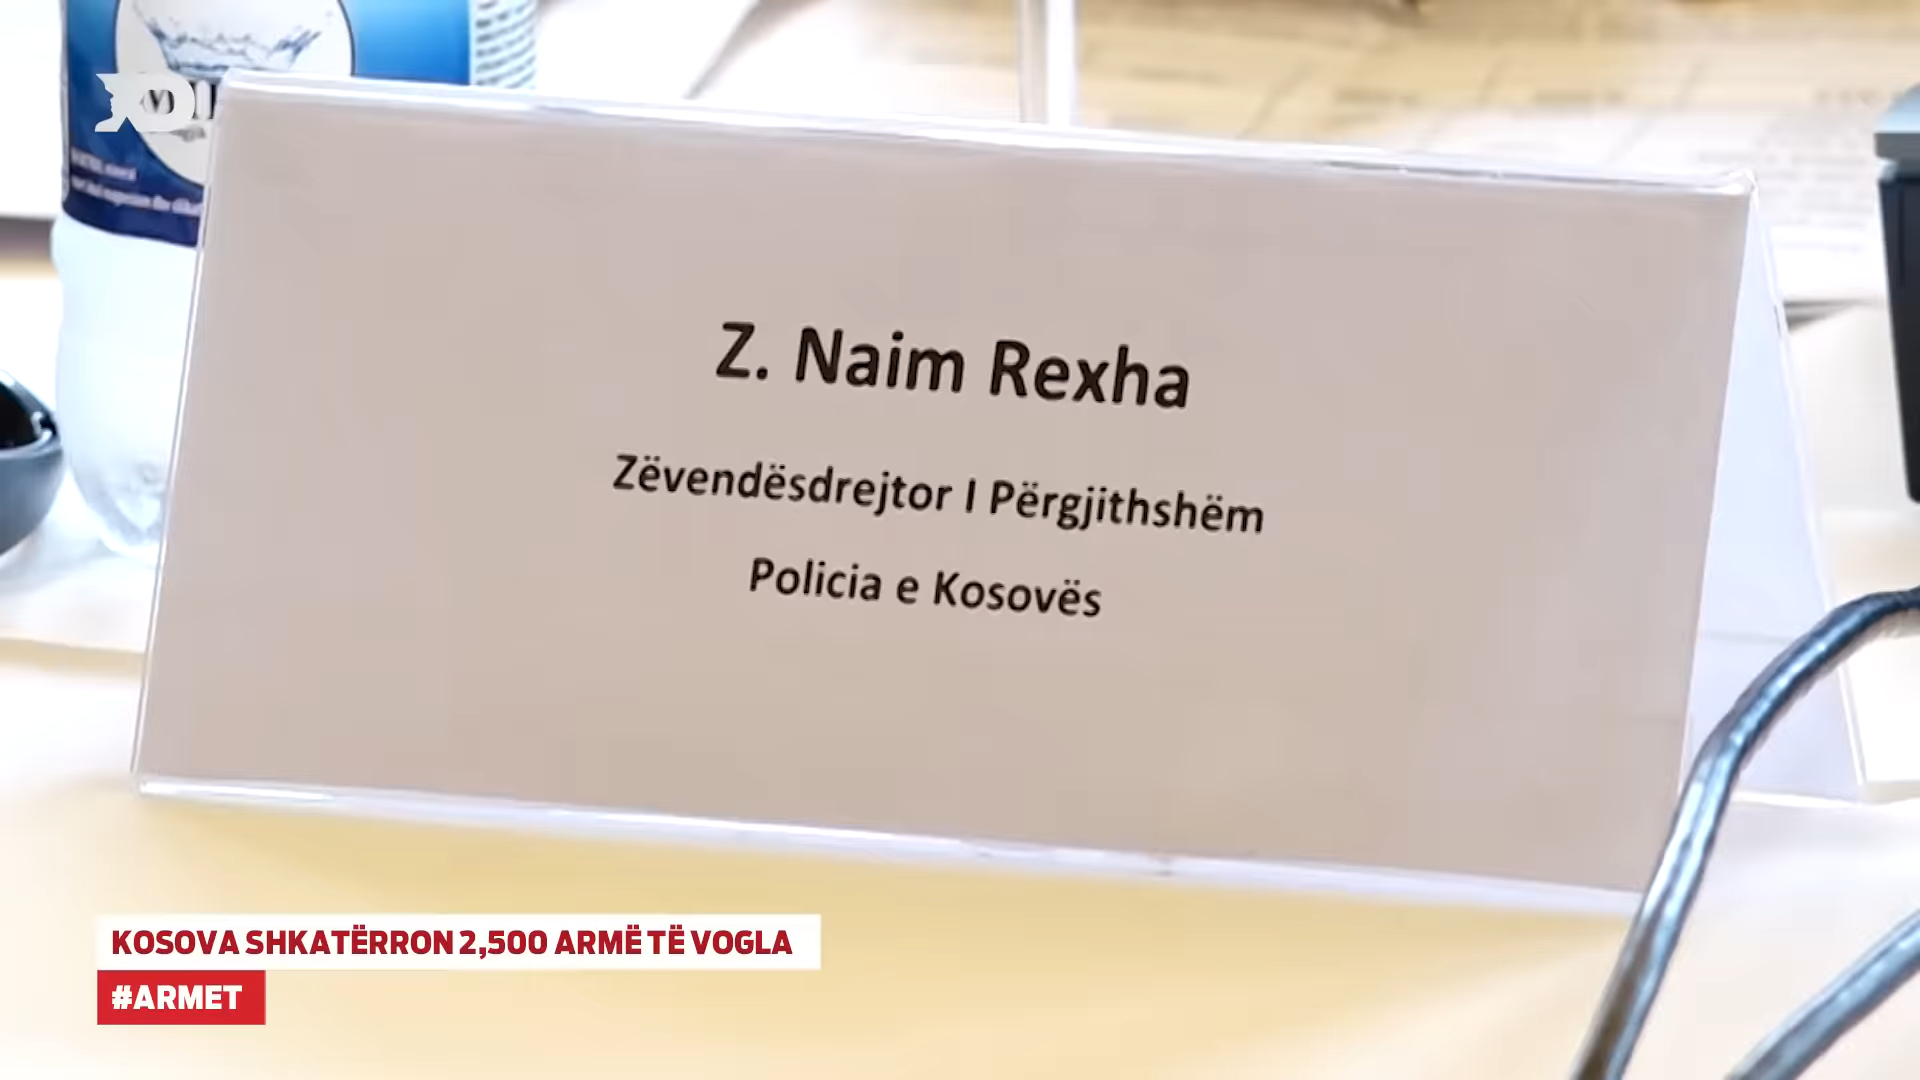 Z. Naim Rexha
Zëvendësdrejtor I Përgjithshëm
Policia e Kosovës
KOSOVA SHKATËRRON 2,500 ARMË TË VOGLA
#ARMET